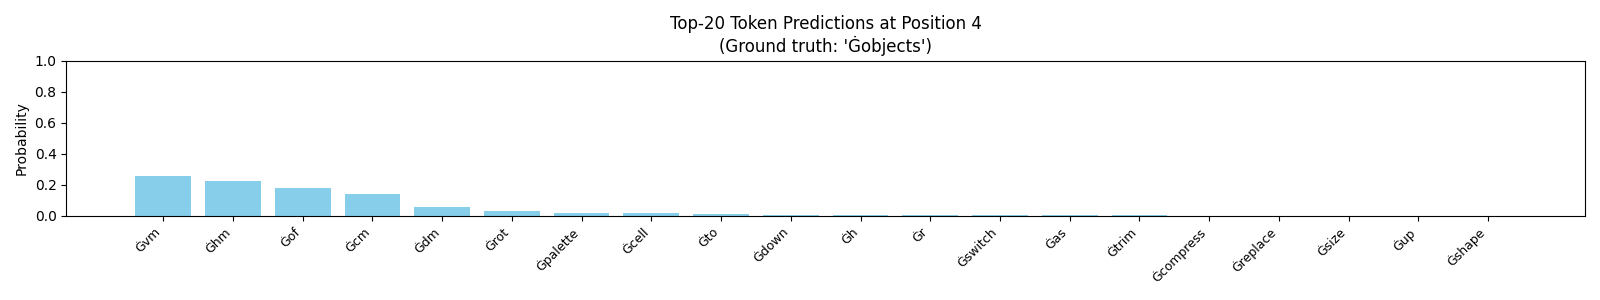 Top-20 Token Predictions at Position 4
(Ground truth: 'Ġobjects')
Probability
1.0
0.8
0.6
0.4
0.2
0.0
Ġvm
Ġhm
Ġof
Ġcm
Ġdm
Ġrot
Ġpalette
Ġcell
Ġto
Ġdown
Ġh
Ġr
Ġswitch
Ġas
Ġtrim
Ġcompress
Ġreplace
Ġsize
Ġup
Ġshape